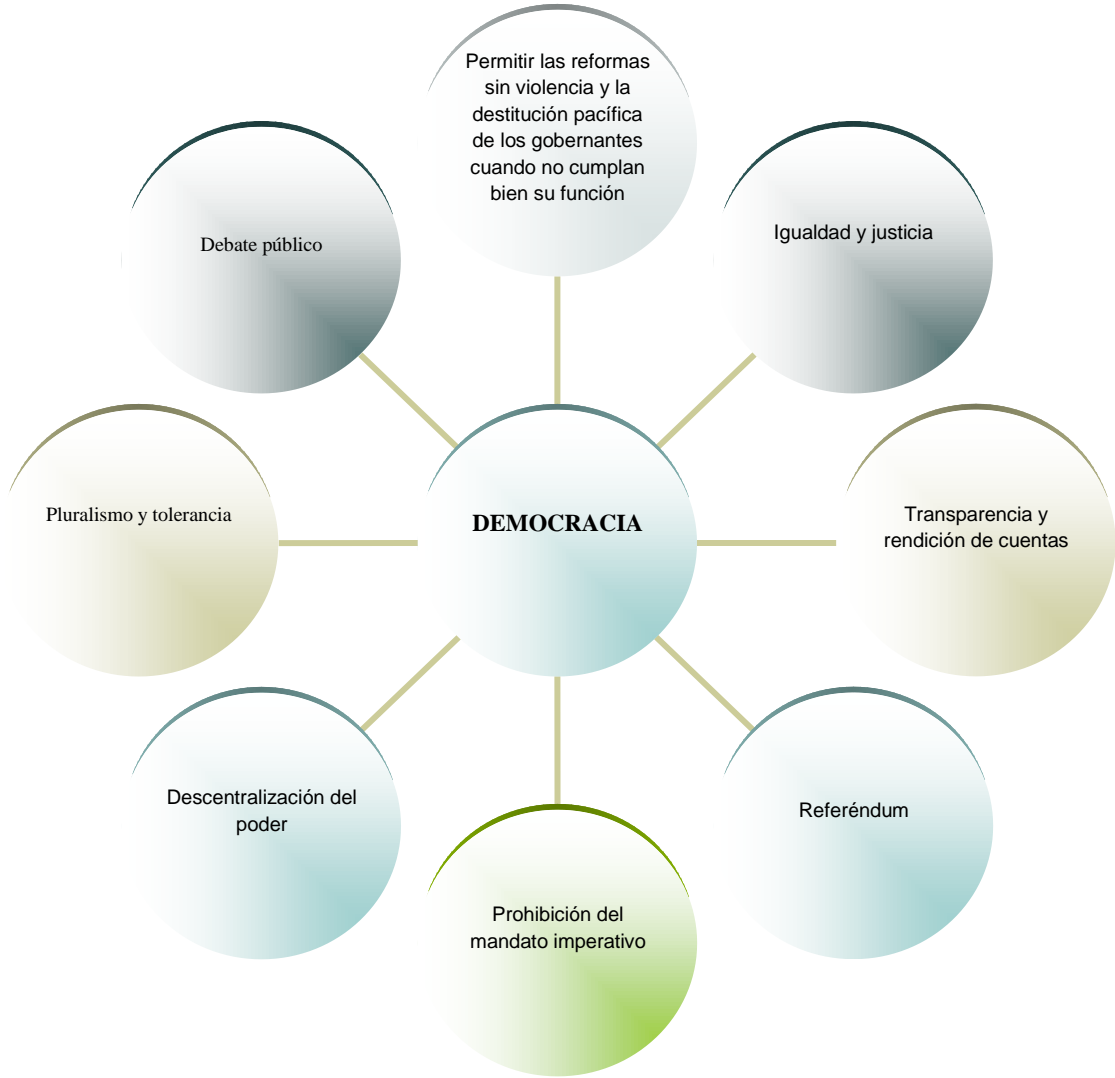 Permitir las reformas
sin violencia y la
destitución pacífica
de los gobernantes
cuando no cumplan
bien su función
Igualdad y justicia
Debate público
Pluralismo y tolerancia
DEMOCRACIA
Transparencia y
rendición de cuentas
Descentralización del
poder
Referéndum
Prohibición del
mandato imperativo